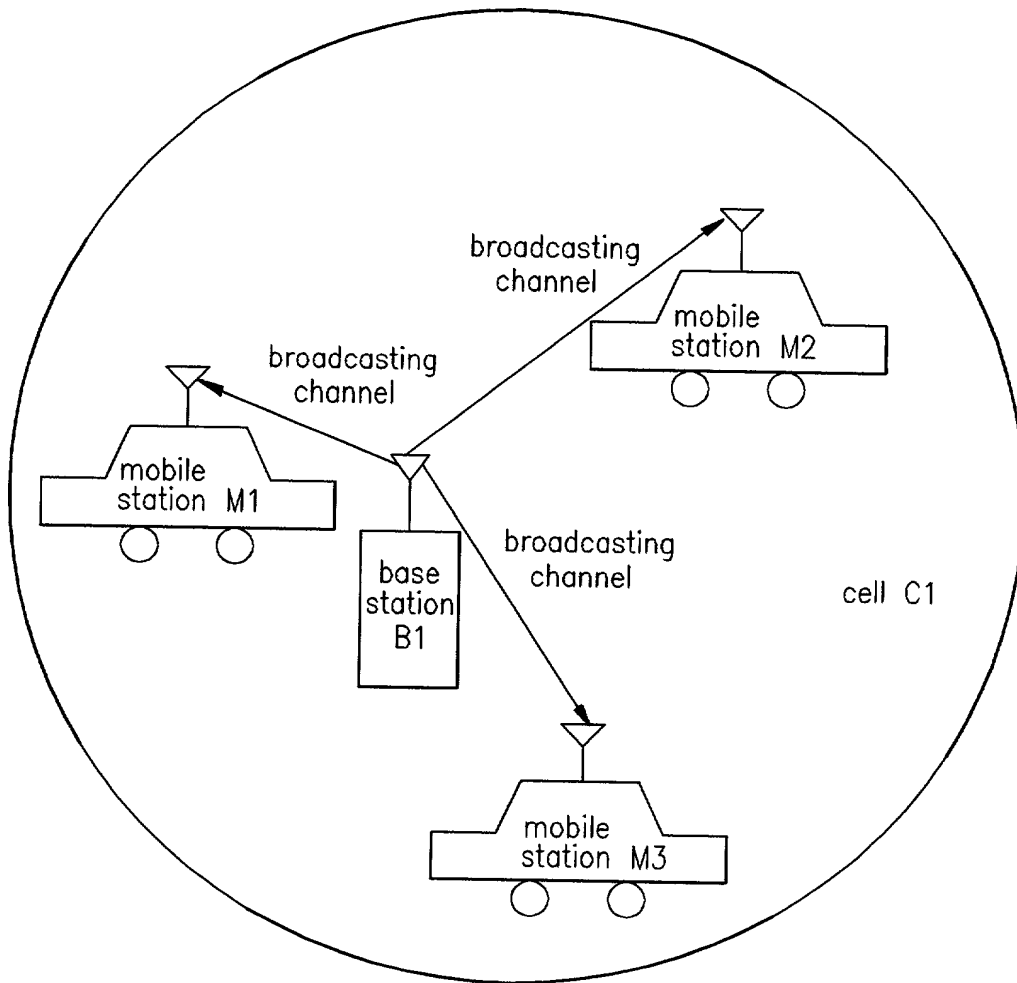 broadcasting
channel
mobile
station M2
broadcasting
channel
mobile
station M1
broadcasting
channel
base
station
B1
cell C1
mobile
station M3